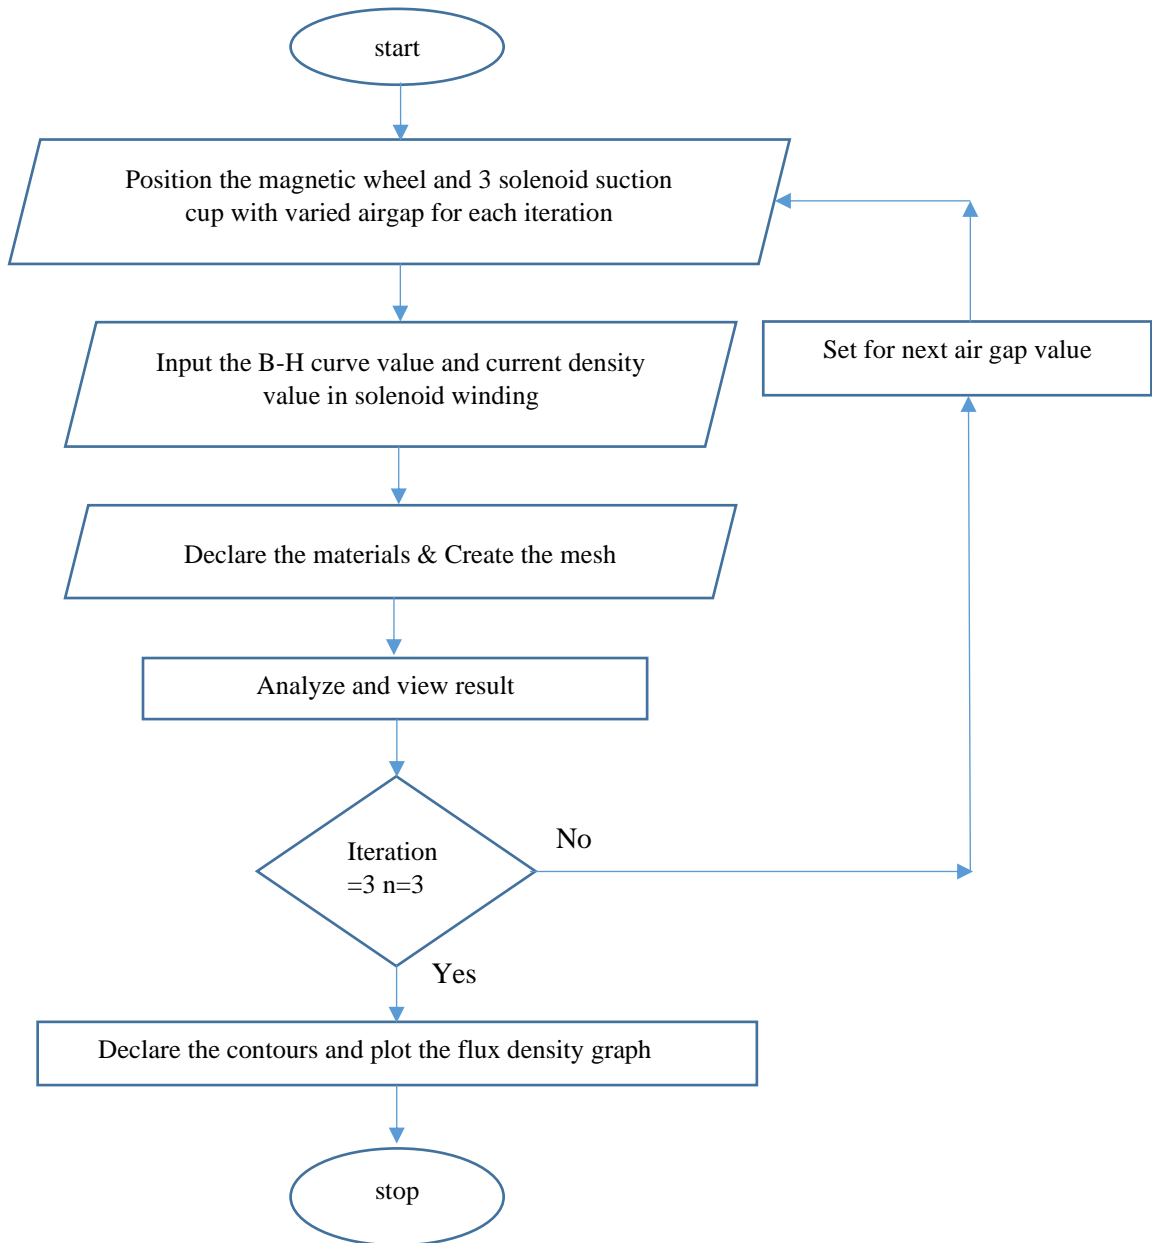 start
Position the magnetic wheel and 3 solenoid suction
cup with varied airgap for each iteration
Input the B-H curve value and current density
value in solenoid winding
Set for next air gap value
Declare the materials & Create the mesh
Analyze and view result
Iteration
=3 n=3
No
Yes
Declare the contours and plot the flux density graph
stop